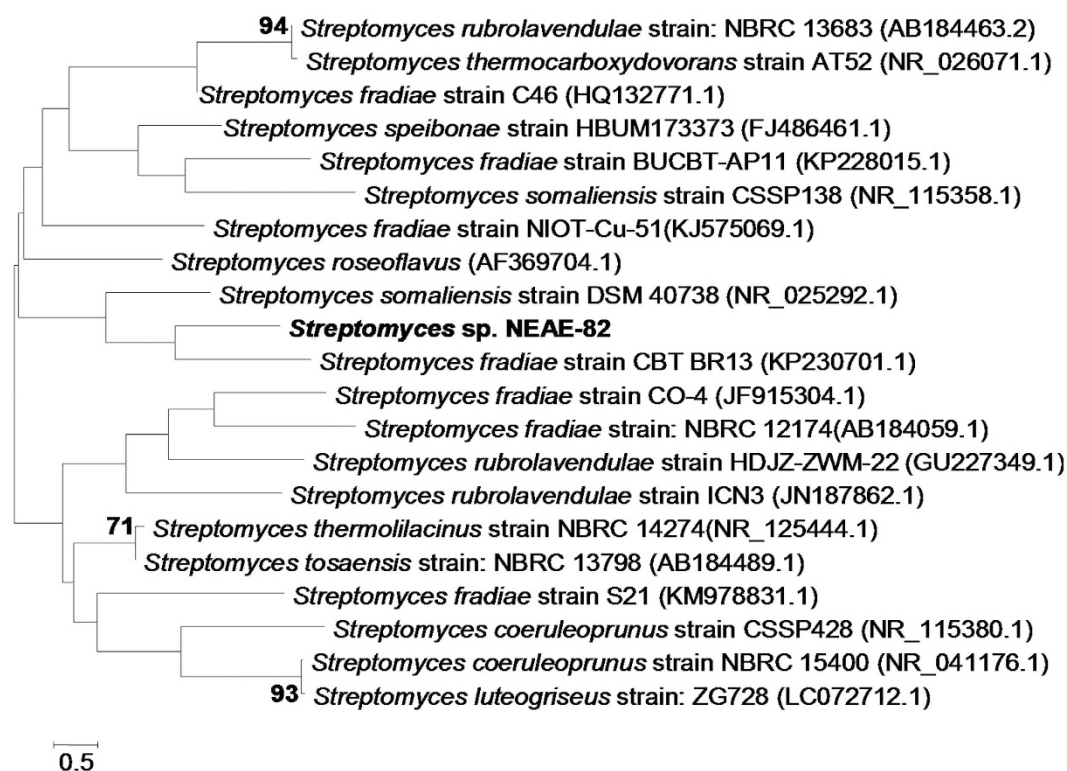 94 Streptomyces rubrolavendulae strain: NBRC 13683 (AB184463.2)
Streptomyces thermocarboxydovorans strain AT52 (NR_026071.1)
Streptomyces fradiae strain C46 (HQ132771.1)
Streptomyces speibonae strain HBUM173373 (FJ486461.1)
Streptomyces fradiae strain BUCBT-AP11 (KP228015.1)
Streptomyces somaliensis strain CSSP138 (NR_115358.1)
Streptomyces fradiae strain NIOT-Cu-51(KJ575069.1)
Streptomyces roseoflavus (AF369704.1)
Streptomyces somaliensis strain DSM 40738 (NR_025292.1)
Streptomyces sp. NEAE-82
Streptomyces fradiae strain CBT BR13 (KP230701.1)
Streptomyces fradiae strain CO-4 (JF915304.1)
Streptomyces fradiae strain: NBRC 12174(AB184059.1)
Streptomyces rubrolavendulae strain HDJZ-ZWM-22 (GU227349.1)
Streptomyces rubrolavendulae strain ICN3 (JN187862.1)
71 Streptomyces thermolilacinus strain NBRC 14274(NR_125444.1)
Streptomyces tosaensis strain: NBRC 13798 (AB184489.1)
Streptomyces fradiae strain S21 (KM978831.1)
Streptomyces coeruleoprunus strain CSSP428 (NR_115380.1)
Streptomyces coeruleoprunus strain NBRC 15400 (NR_041176.1)
93 Streptomyces luteogriseus strain: ZG728 (LC072712.1)
0.5